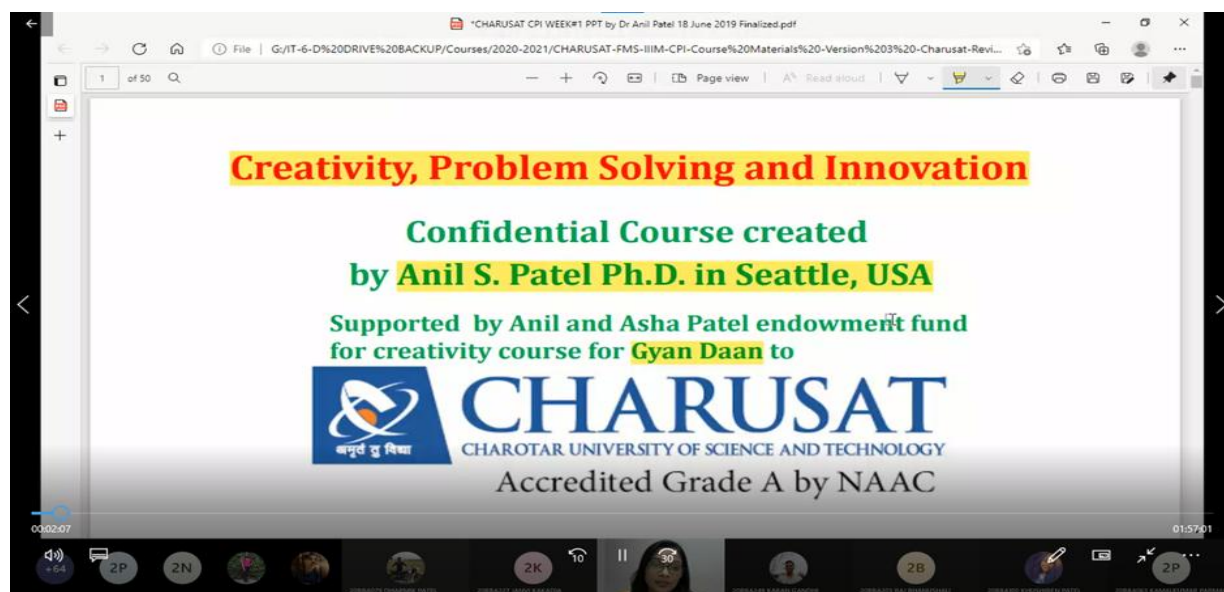 *CHARUSAT CPI WEEK#1 PPT by Dr Anil Patel 18 June 2019 Finalized.pdf
File | G:/IT-6-D%20DRIVE%20BACKUP/Courses/2020-2021/CHARUSAT-FMS-IIIM-CPI-Course%20Materials%20-Version%203%20-Charusat-Revi...
1 of 50 Page view Read aloud
Creativity, Problem Solving and Innovation
Confidential Course created
by Anil S. Patel Ph.D. in Seattle, USA
Supported by Anil and Asha Patel endowment fund
for creativity course for Gyan Daan to
CHARUSAT
अमृतं तु विद्या
CHAROTAR UNIVERSITY OF SCIENCE AND TECHNOLOGY
Accredited Grade A by NAAC
00:02:07 01:57:01
+64 2P 2N 2K 10 30 2B 2P